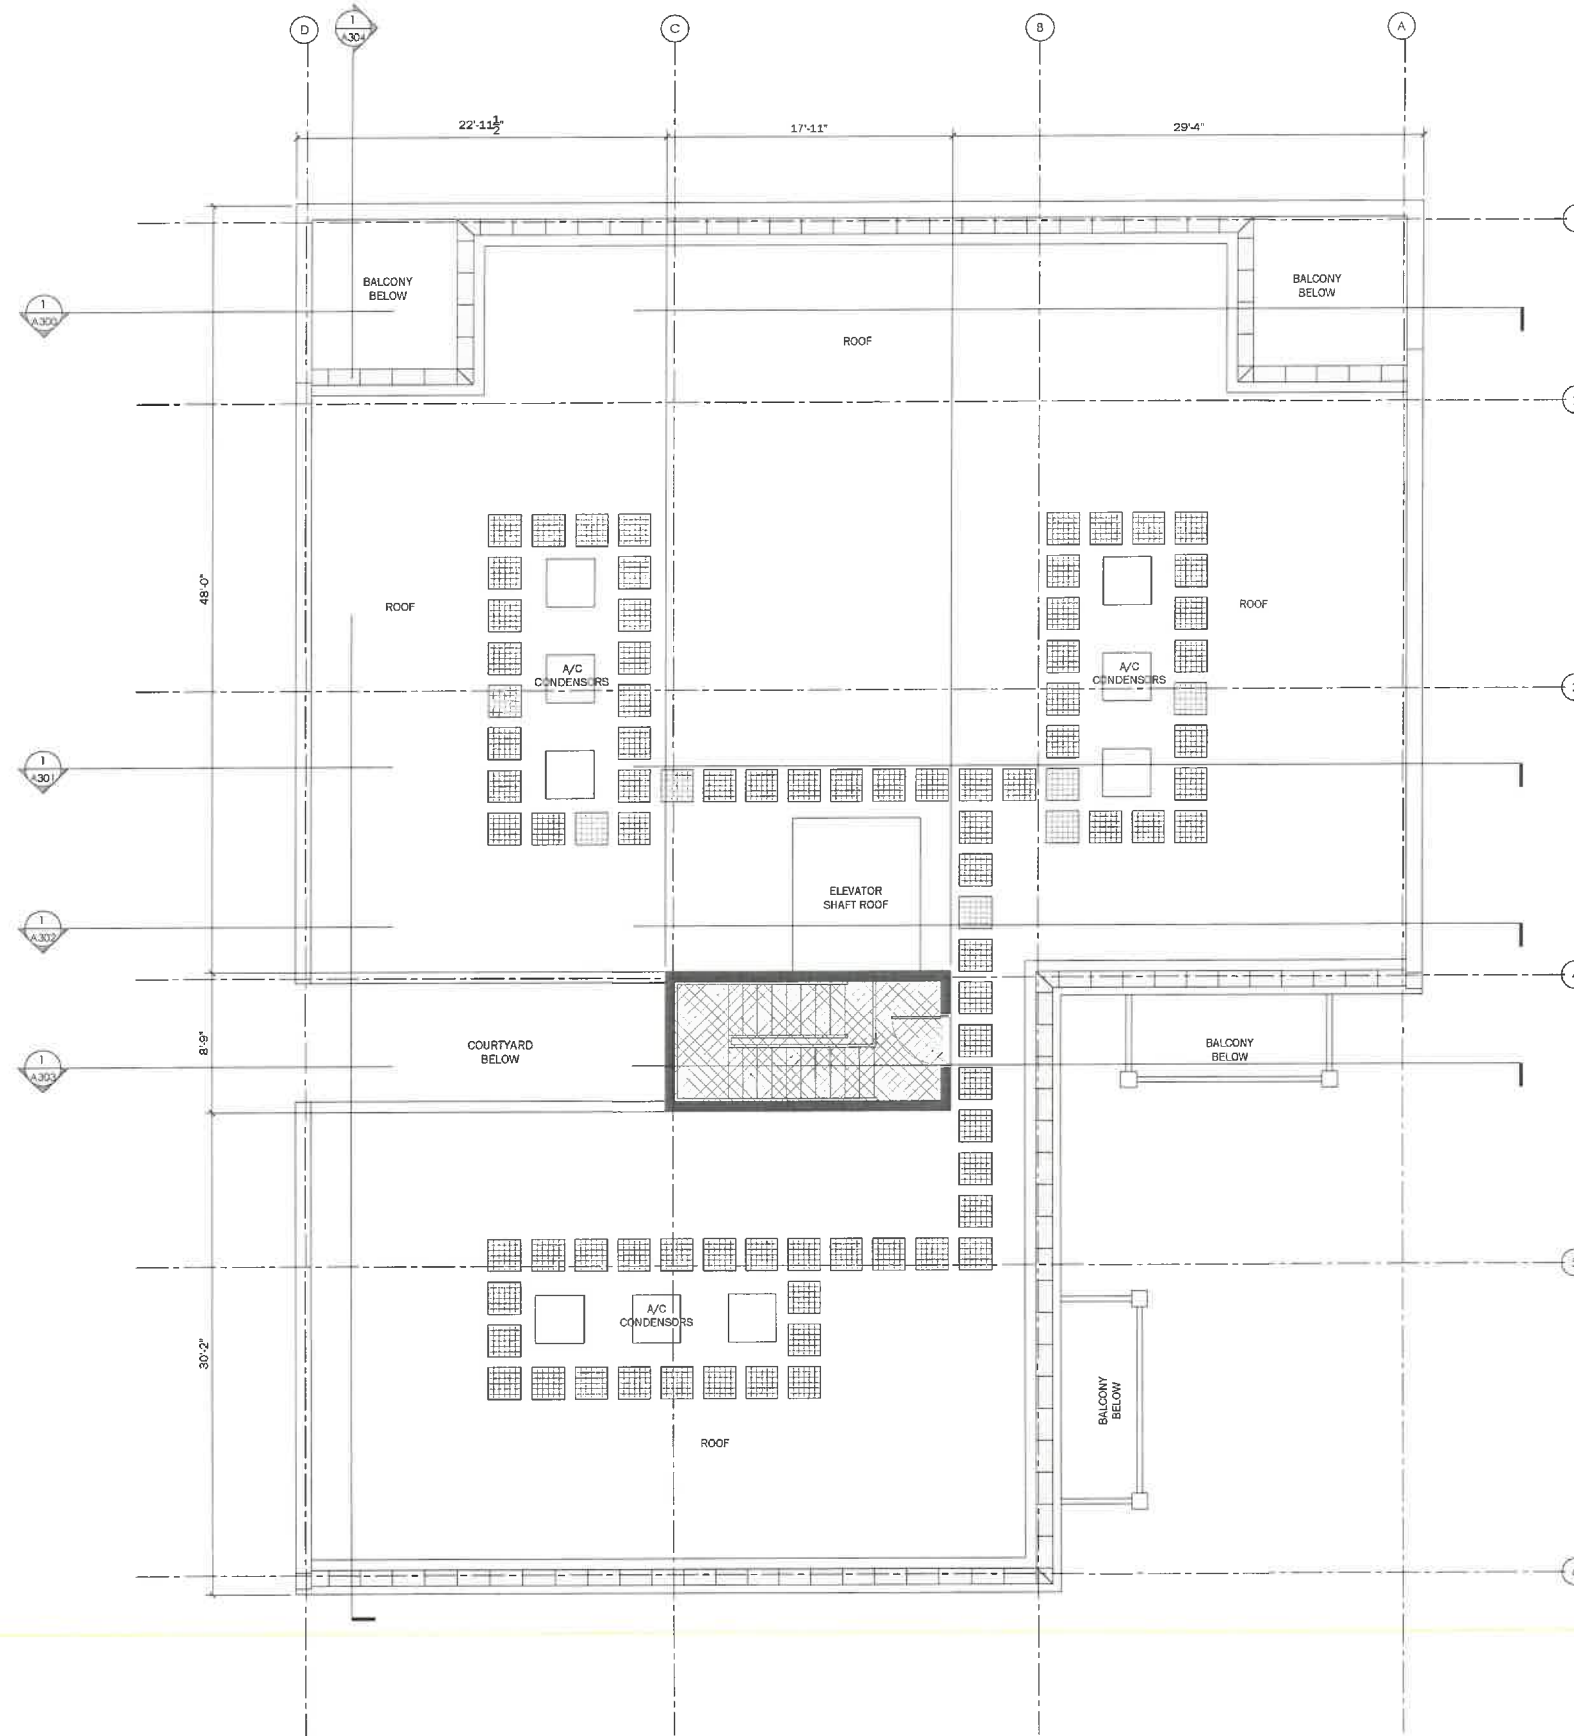 D
1
A304
C
B
A
22'-11 1/2"
17'-11"
29'-4"
BALCONY
BELOW
BALCONY
BELOW
1
A300
ROOF
48'-0"
ROOF
ROOF
A/C
CONDENSORS
A/C
CONDENSORS
1
A301
ELEVATOR
SHAFT ROOF
1
A302
8'-9"
COURTYARD
BELOW
BALCONY
BELOW
1
A303
30'-2"
A/C
CONDENSORS
BALCONY
BELOW
ROOF